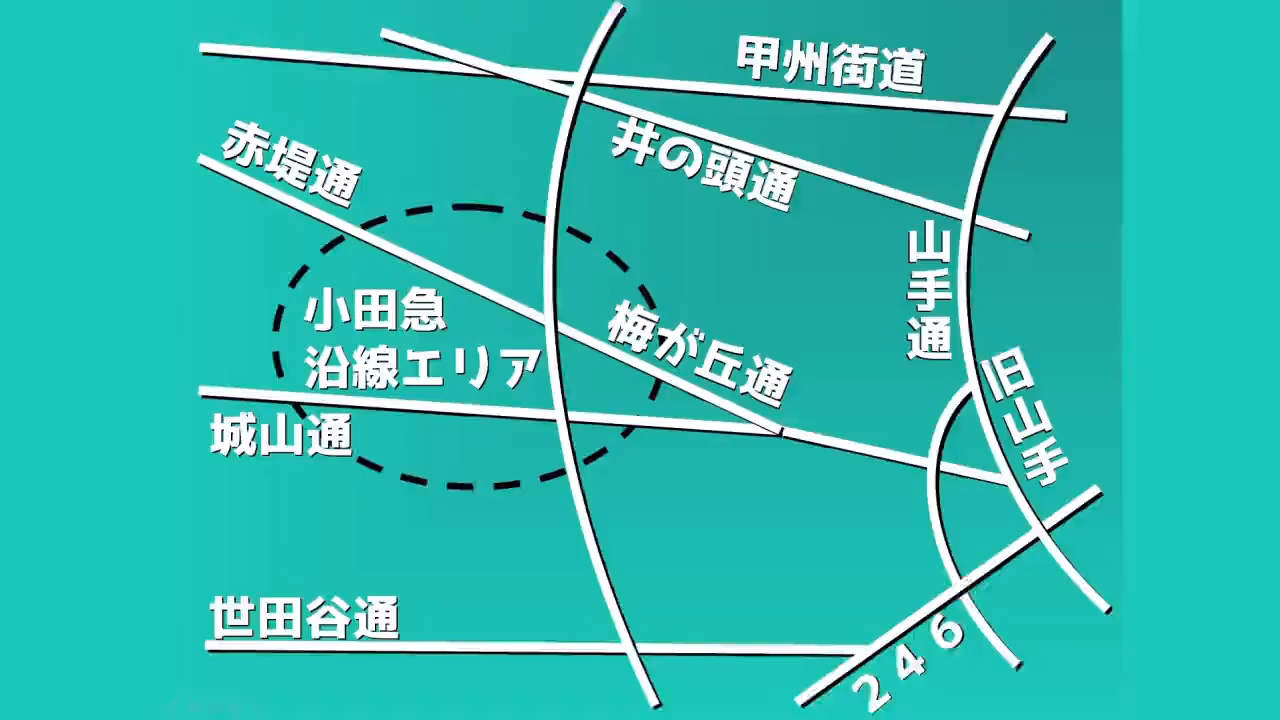 甲州街道
井の頭通
赤堤通
山手通
小田急
沿線エリア
梅が丘通
旧山手
城山通
世田谷通
246